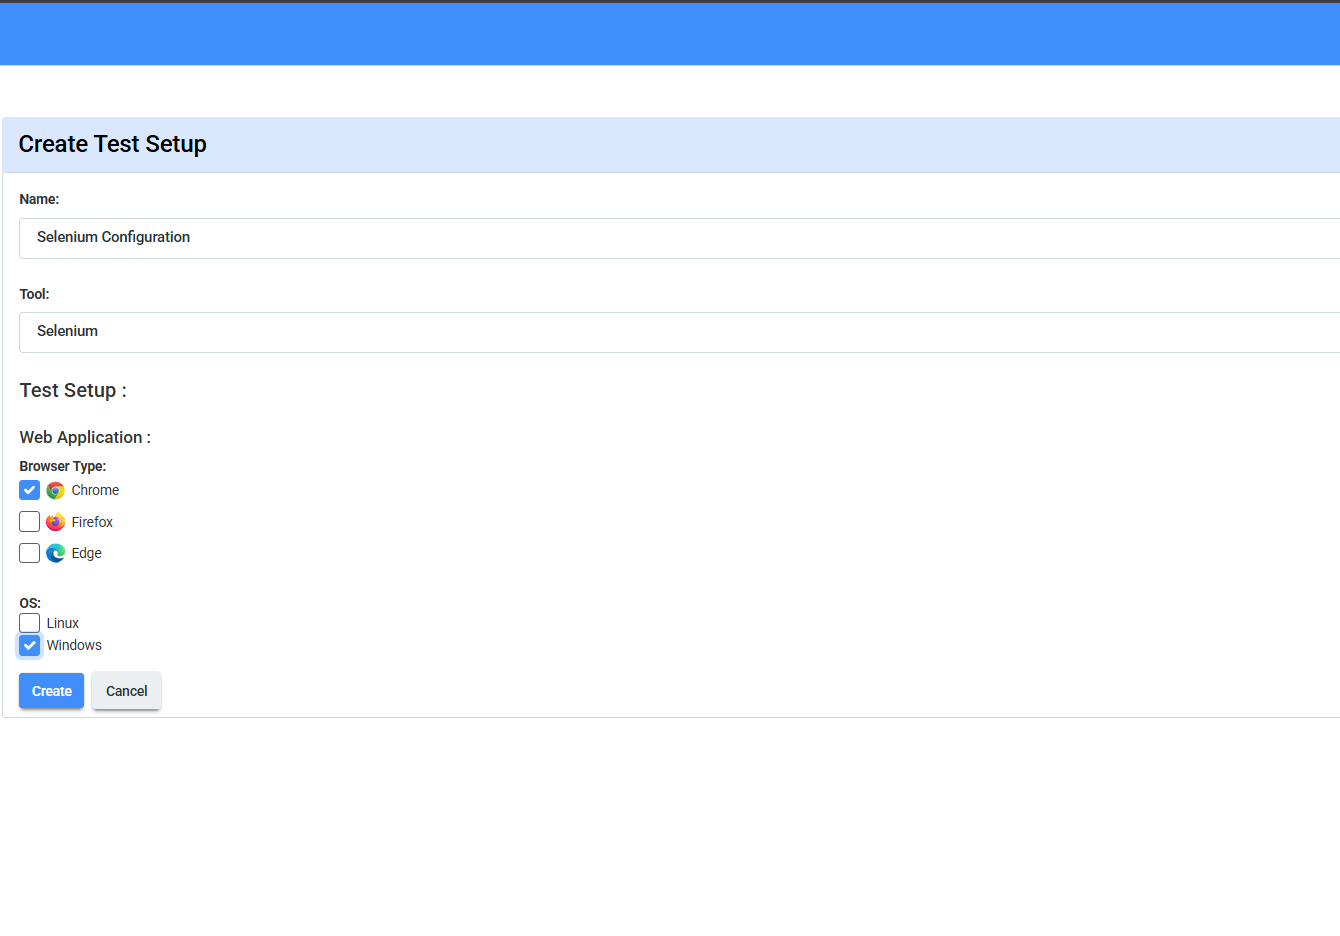 Create Test Setup
Name:
Selenium Configuration
Tool:
Selenium
Test Setup :
Web Application :
Browser Type:
Chrome
Firefox
Edge
OS:
Linux
Windows
Create Cancel